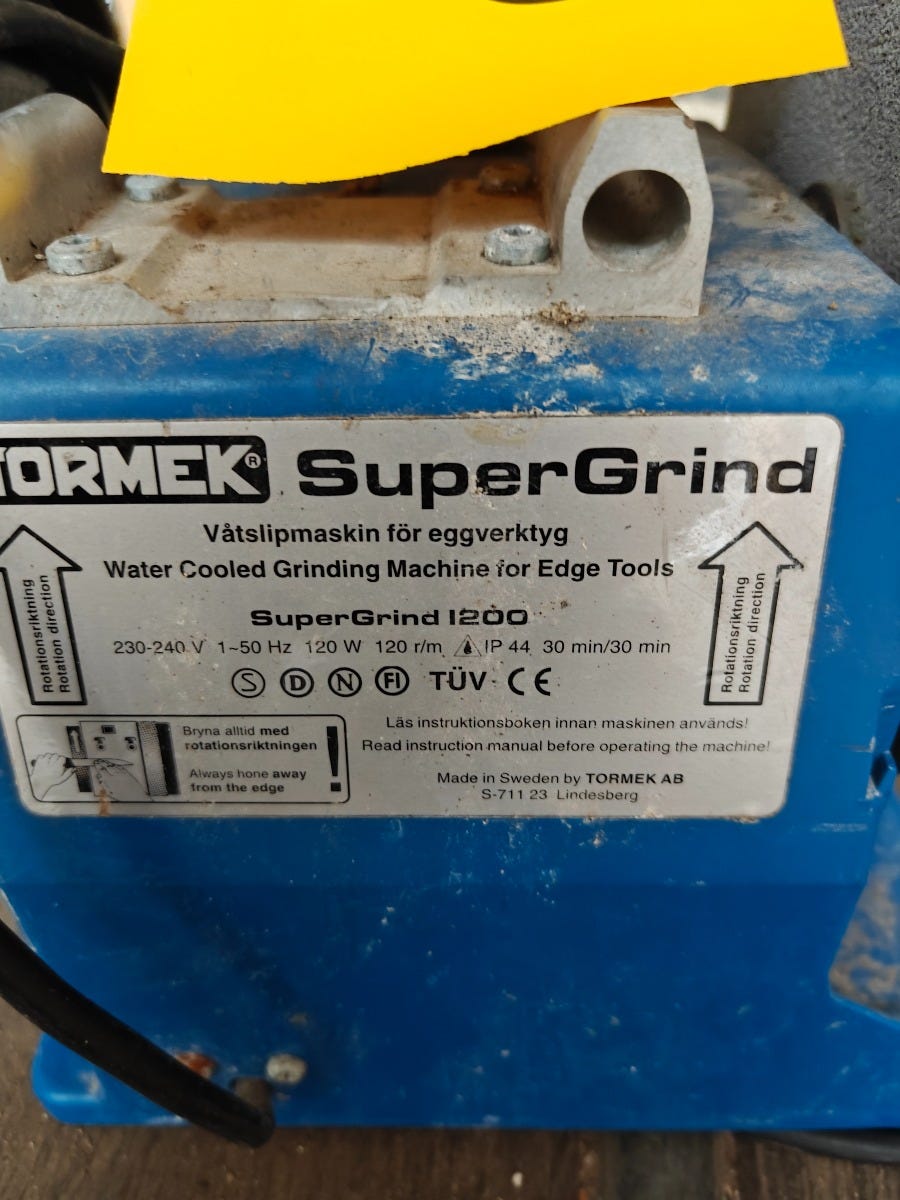 TORMEK® SuperGrind
Våtslipmaskin för eggverktyg
Water Cooled Grinding Machine for Edge Tools
SuperGrind 1200
230-240 V 1~50 Hz 120 W 120 r/m IP 44 30 min/30 min
S D N FI TÜV CE
Rotationsriktning
Rotation direction
Rotationsriktning
Rotation direction
Bryna alltid med
rotationsriktningen
Always hone away
from the edge
!
Läs instruktionsboken innan maskinen används!
Read instruction manual before operating the machine!
Made in Sweden by TORMEK AB
S-711 23 Lindesberg